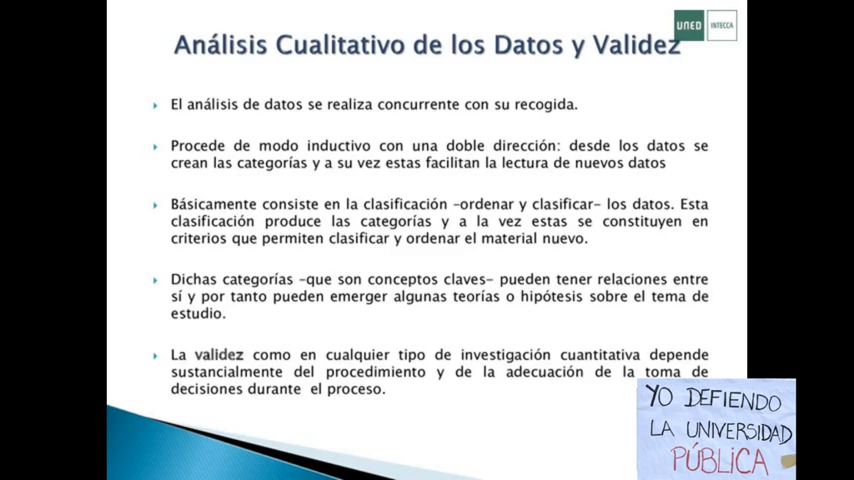 Análisis Cualitativo de los Datos y Validez
UNED
INTECCA
El análisis de datos se realiza concurrente con su recogida.
Procede de modo inductivo con una doble dirección: desde los datos se
crean las categorías y a su vez estas facilitan la lectura de nuevos datos
Básicamente consiste en la clasificación –ordenar y clasificar– los datos. Esta
clasificación produce las categorías y a la vez estas se constituyen en
criterios que permiten clasificar y ordenar el material nuevo.
Dichas categorías –que son conceptos claves– pueden tener relaciones entre
sí y por tanto pueden emerger algunas teorías o hipótesis sobre el tema de
estudio.
La validez como en cualquier tipo de investigación cuantitativa depende
sustancialmente del procedimiento y de la adecuación de la toma de
decisiones durante el proceso.
YO DEFIENDO
LA UNIVERSIDAD
PÚBLICA